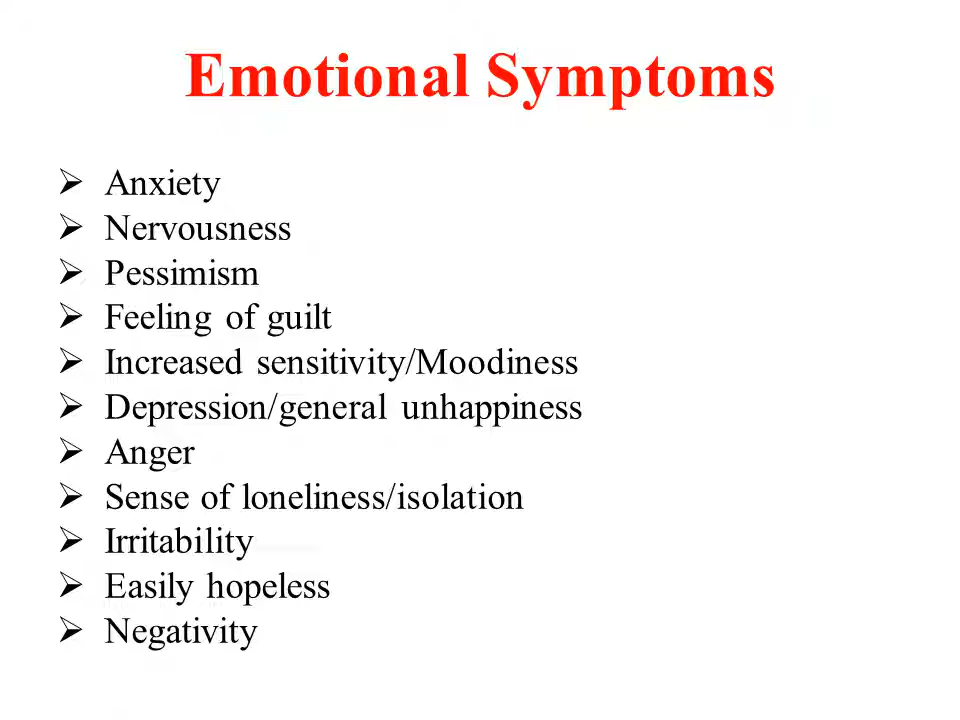 Emotional Symptoms
➢ Anxiety
➢ Nervousness
➢ Pessimism
➢ Feeling of guilt
➢ Increased sensitivity/Moodiness
➢ Depression/general unhappiness
➢ Anger
➢ Sense of loneliness/isolation
➢ Irritability
➢ Easily hopeless
➢ Negativity